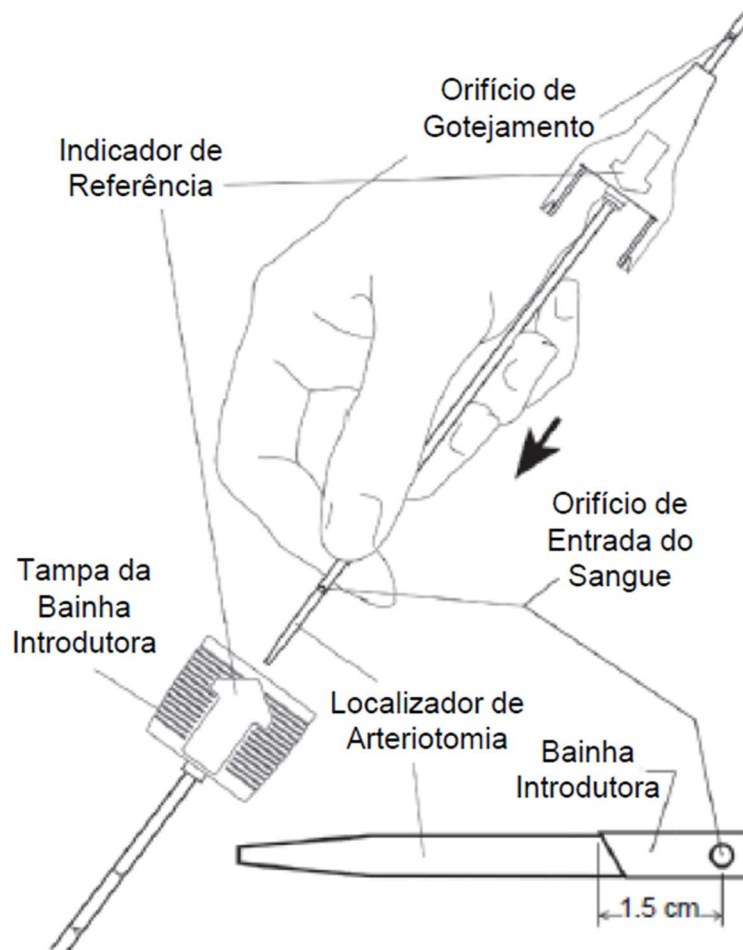 Orifício de
Gotejamento
Indicador de
Referência
Orifício de
Entrada do
Sangue
Tampa da
Bainha
Introdutora
Localizador de
Arteriotomia
Bainha
Introdutora
1.5 cm